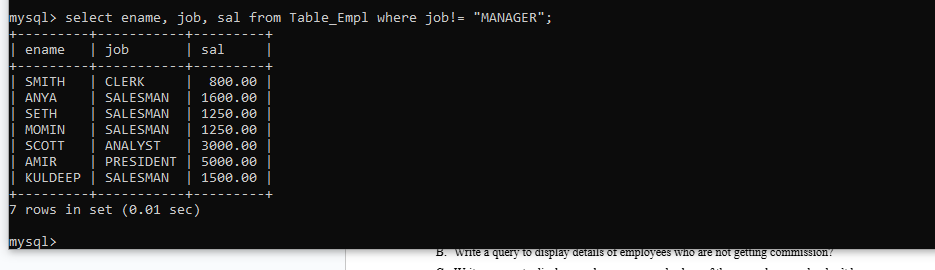 mysql> select ename, job, sal from Table_Empl where job!= "MANAGER";
+---------+-----------+---------+
| ename   | job       | sal     |
+---------+-----------+---------+
| SMITH   | CLERK     |  800.00 |
| ANYA    | SALESMAN  | 1600.00 |
| SETH    | SALESMAN  | 1250.00 |
| MOMIN   | SALESMAN  | 1250.00 |
| SCOTT   | ANALYST   | 3000.00 |
| AMIR    | PRESIDENT | 5000.00 |
| KULDEEP | SALESMAN  | 1500.00 |
+---------+-----------+---------+
7 rows in set (0.01 sec)
mysql>
B. Write a query to display details of employees who are not getting commission?